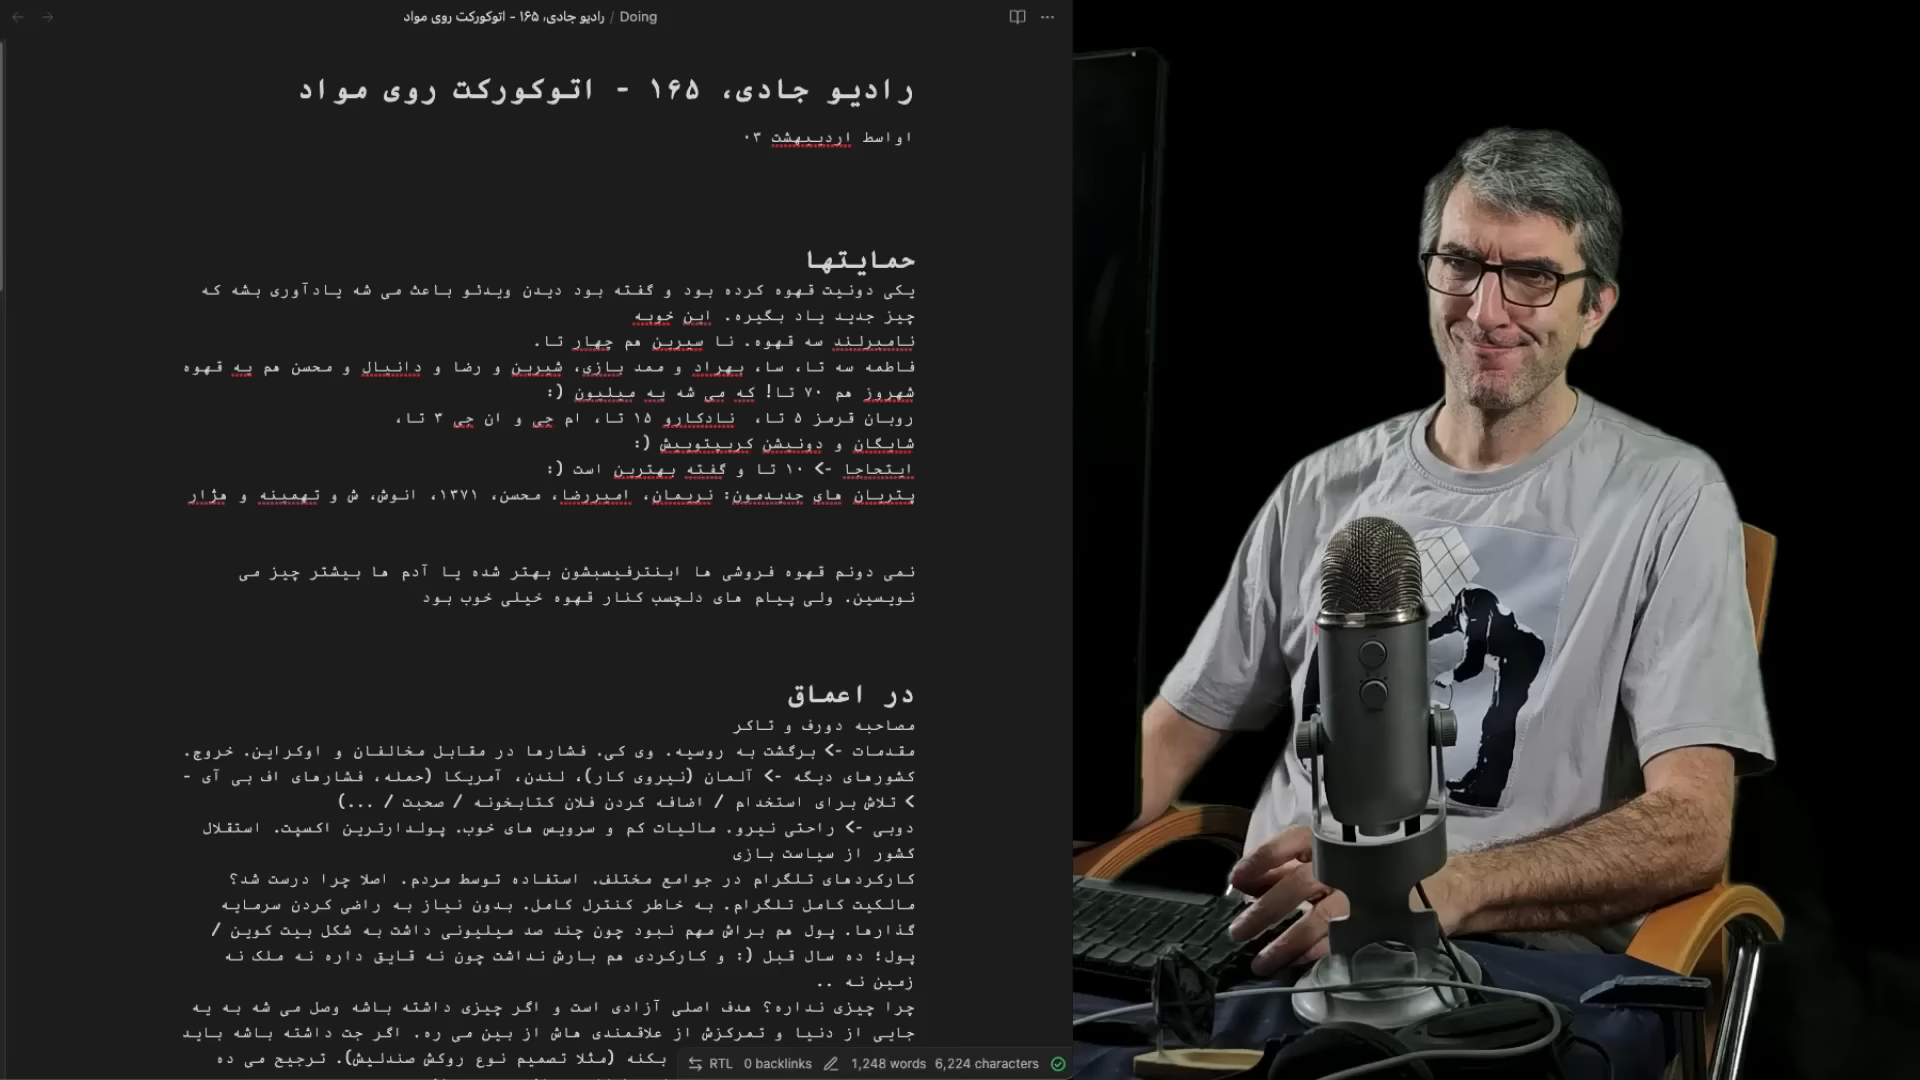 رادیو جادی، ۱۶۵ - اتوکورکت روی مواد / Doing
رادیو جادی، ۱۶۵ - اتوکورکت روی مواد
اواسط اردیبهشت ۰۳
حمایتها
یکی دونیت قهوه کرده بود و گفته بود دیدن ویدئو باعث می شه یادآوری بشه که
چیز جدید یاد بگیره. این خوبه
نامبرلند سه قهوه. نا سیرین هم چهار تا.
فاطمه سه تا، سا، بهراد و ممد بازی، شیرین و رضا و دانیال و محسن هم یه قهوه
شهروز هم ۷۰ تا! که می شه یه میلیون (:
روبان قرمز ۵ تا، نادکارو ۱۵ تا، ام جی و ان جی ۳ تا،
شایگان و دونیشن کریپتوییش (:
ایتحاجا -> ۱۰ تا و گفته بهترین است (:
پتریان های جدیدمون: نریمان، امیررضا، محسن، ۱۳۷۱، انوش، ش و تهمینه و هژار
نمی دونم قهوه فروشی ها اینترفیسبشون بهتر شده یا آدم ها بیشتر چیز می
نویسین. ولی پیام های دلچسب کنار قهوه خیلی خوب بود
در اعماق
مصاحبه دورف و تاکر
مقدمات -> برگشت به روسیه. وی کی. فشارها در مقابل مخالفان و اوکراین. خروج.
کشورهای دیگه -> آلمان (نیروی کار)، لندن، آمریکا (حمله، فشارهای اف بی آی -
> تلاش برای استخدام / اضافه کردن فلان کتابخونه / صحبت / ...)
دوبی -> راحتی نیرو. مالیات کم و سرویس های خوب. پولدارترین اکسپت. استقلال
کشور از سیاست بازی
کارکردهای تلگرام در جوامع مختلف. استفاده توسط مردم. اصلا چرا درست شد؟
مالکیت کامل تلگرام. به خاطر کنترل کامل. بدون نیاز به راضی کردن سرمایه
گذارها. پول هم براش مهم نبود چون چند صد میلیونی داشت به شکل بیت کوین /
پول؛ ده سال قبل (: و کارکردی هم بارش نداشت چون نه قایق داره نه ملک نه
زمین نه ..
چرا چیزی نداره؟ هدف اصلی آزادی است و اگر چیزی داشته باشه وصل می شه به یه
جایی از دنیا و تمرکزش از علاقمندی هاش از بین می ره. اگر جت داشته باشه باید
بکنه (مثلا تصمیم نوع روکش صندلیش). ترجیح می ده
RTL 0 backlinks 1,248 words 6,224 characters